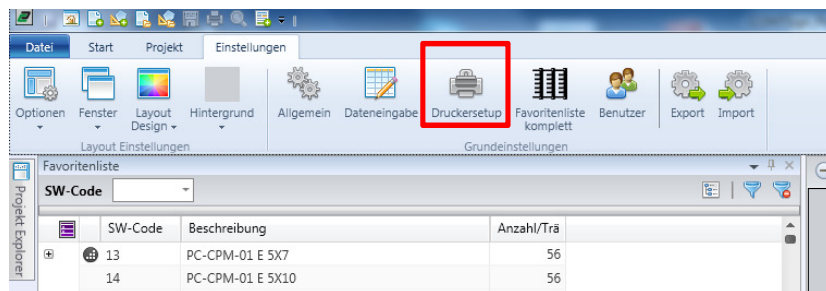 Datei Start Projekt Einstellungen
Optionen Fenster Layout Design Hintergrund Allgemein Dateneingabe Druckersetup Favoritenliste komplett Benutzer Export Import
Layout Einstellungen Grundeinstellungen
Projekt Explorer
Favoritenliste
SW-Code
SW-Code Beschreibung Anzahl/Trä
13 PC-CPM-01 E 5X7 56
14 PC-CPM-01 E 5X10 56